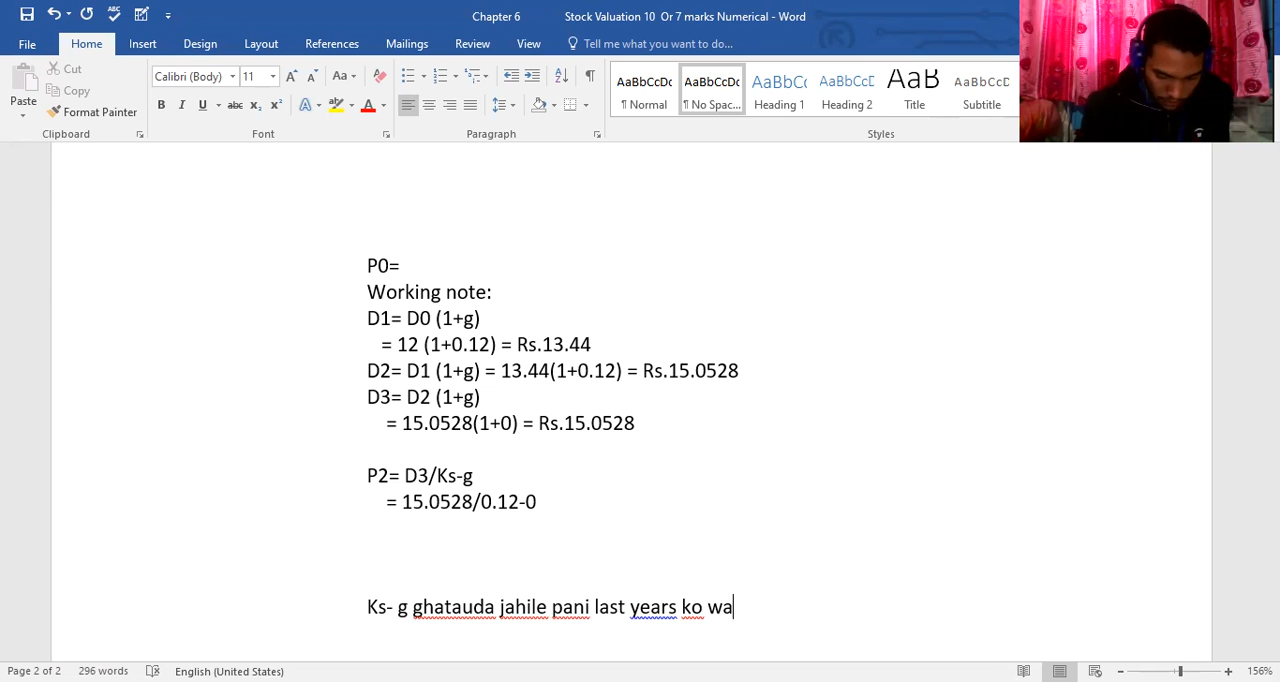 Chapter 6 Stock Valuation 10 Or 7 marks Numerical - Word
File Home Insert Design Layout References Mailings Review View Tell me what you want to do...
Paste
Cut
Copy
Format Painter
Calibri (Body) 11
Clipboard Font Paragraph Styles
AaBbCcDc AaBbCcDc AaBbC AaBbCcE AaB AaBbCcDc
¶ Normal ¶ No Spac... Heading 1 Heading 2 Title Subtitle
P0=
Working note:
D1= D0 (1+g)
= 12 (1+0.12) = Rs.13.44
D2= D1 (1+g) = 13.44(1+0.12) = Rs.15.0528
D3= D2 (1+g)
= 15.0528(1+0) = Rs.15.0528
P2= D3/Ks-g
= 15.0528/0.12-0
Ks- g ghatauda jahile pani last years ko wa
Page 2 of 2 296 words English (United States) 156%